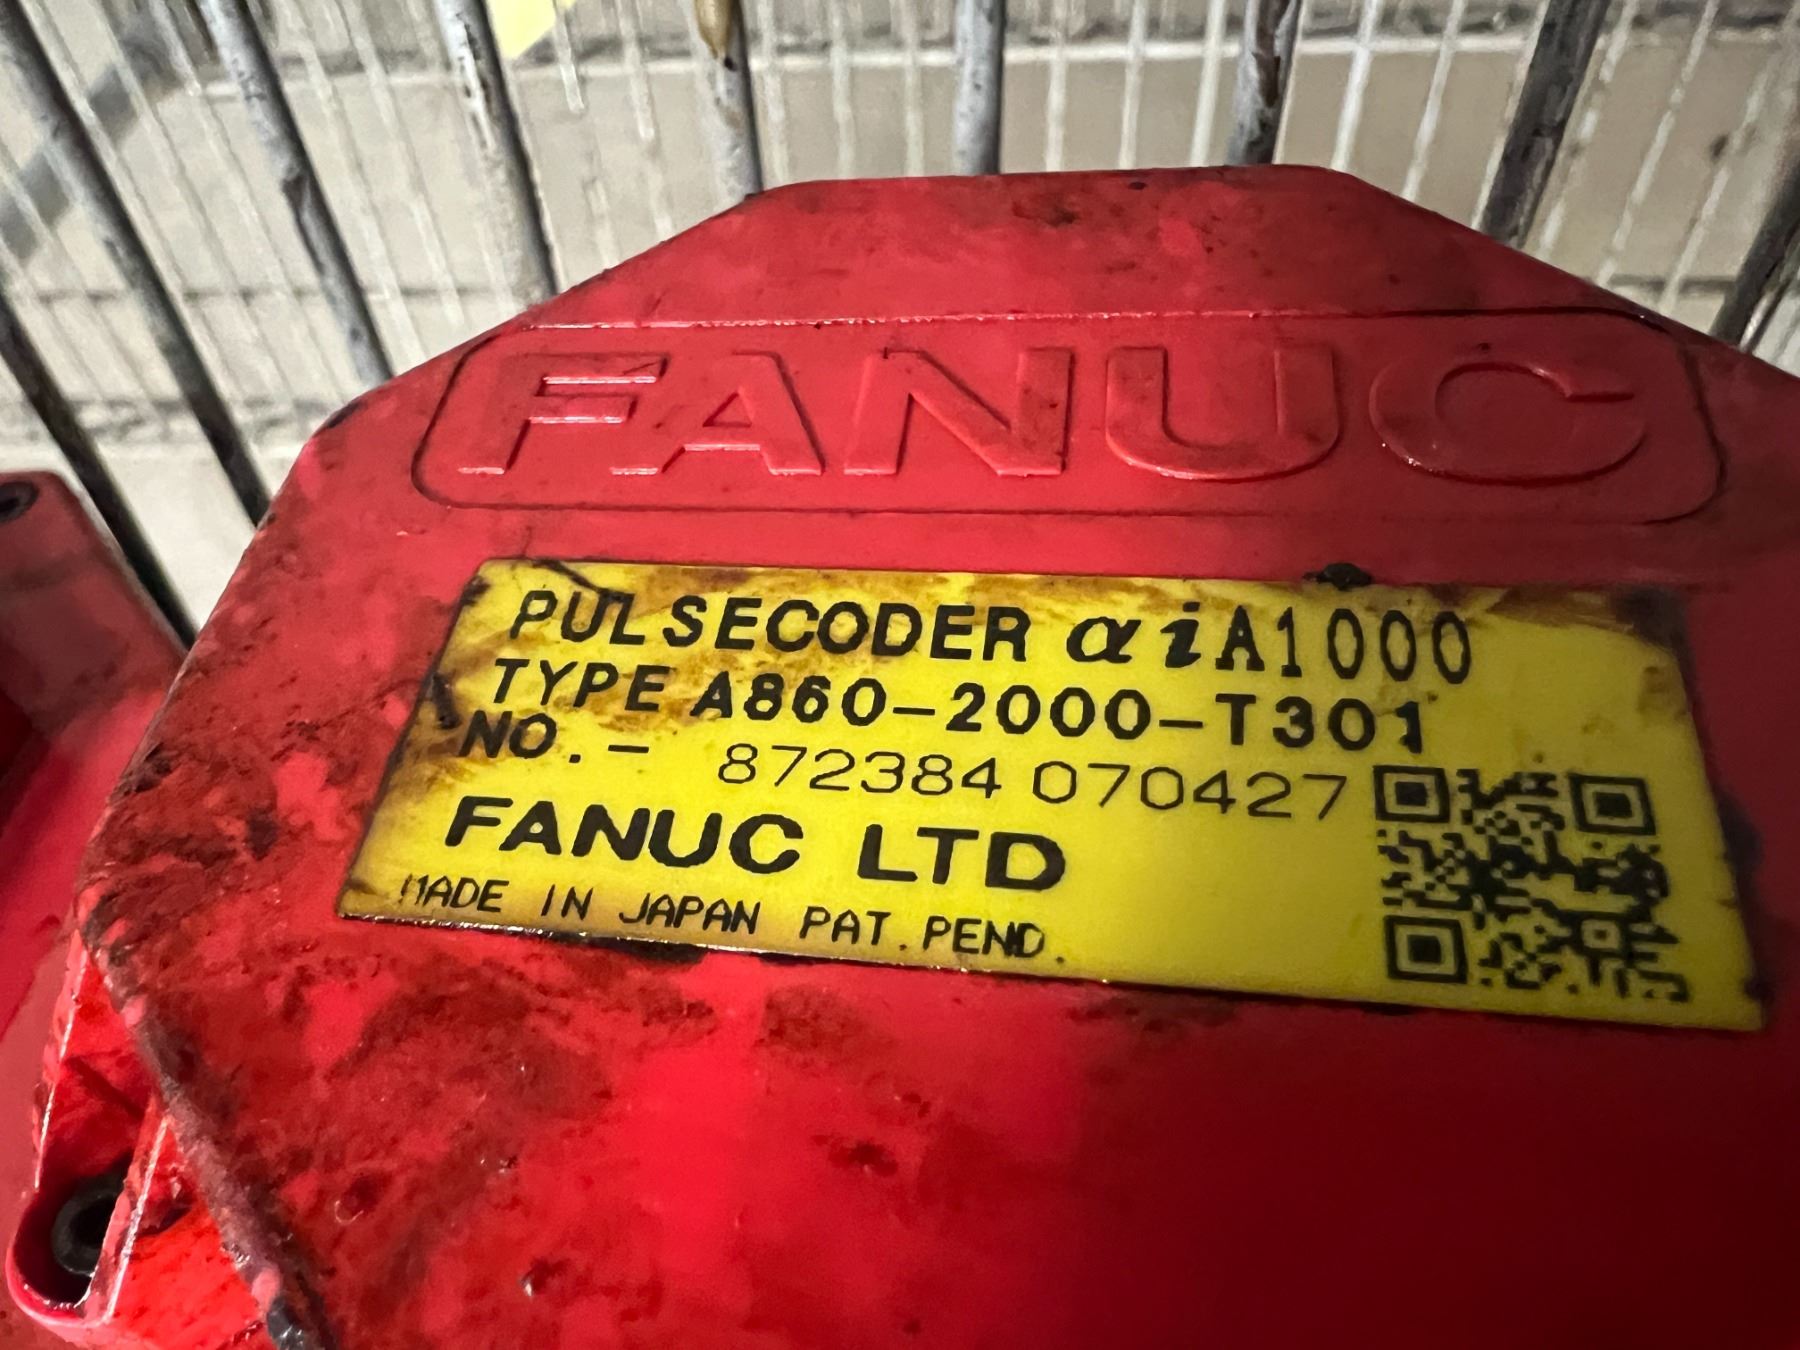 FANUC
PULSECODER αiA1000
TYPE A860-2000-T301
NO.- 872384 070427
FANUC LTD
MADE IN JAPAN PAT.PEND.